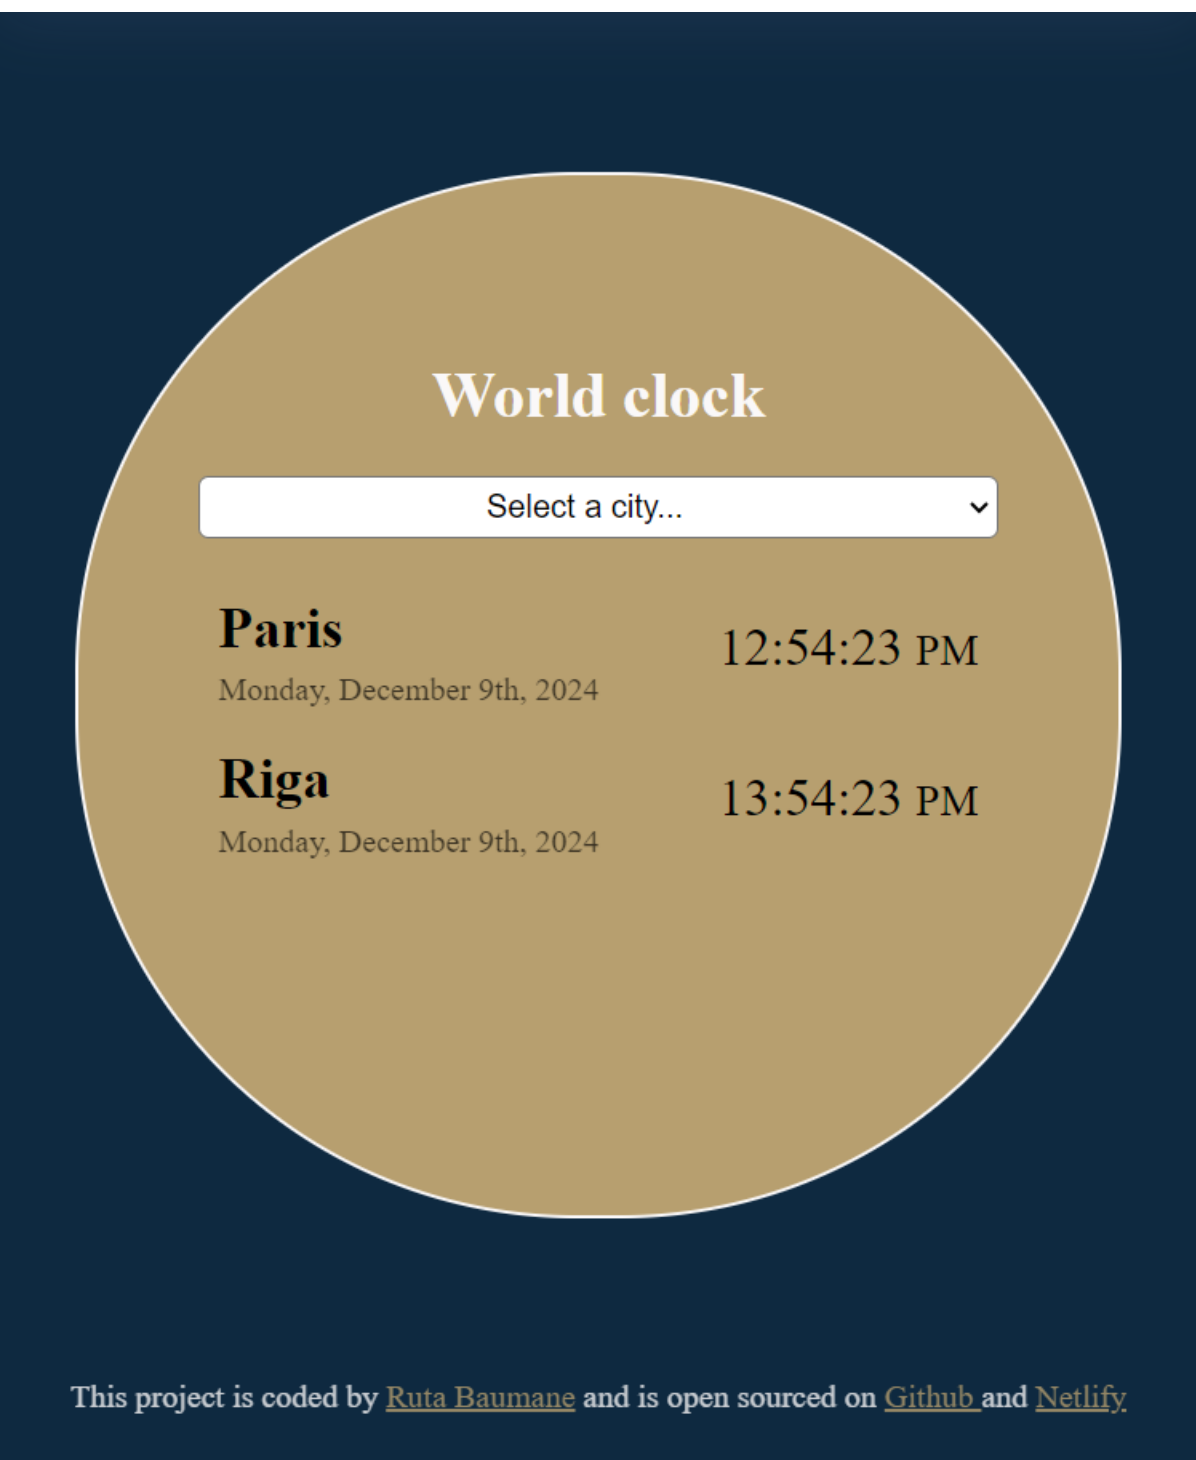 World clock
Select a city...
Paris
12:54:23 PM
Monday, December 9th, 2024
Riga
13:54:23 PM
Monday, December 9th, 2024
This project is coded by Ruta Baumane and is open sourced on Github and Netlify